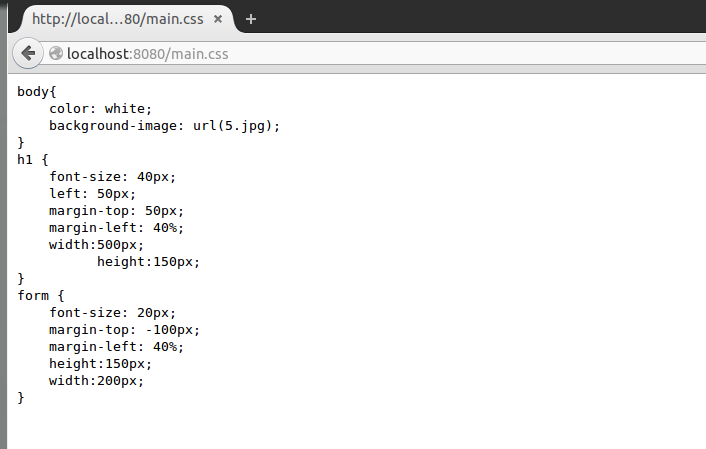 http://local...80/main.css
localhost:8080/main.css
body{
    color: white;
    background-image: url(5.jpg);
}
h1 {
    font-size: 40px;
    left: 50px;
    margin-top: 50px;
    margin-left: 40%;
    width:500px;
          height:150px;
}
form {
    font-size: 20px;
    margin-top: -100px;
    margin-left: 40%;
    height:150px;
    width:200px;
}